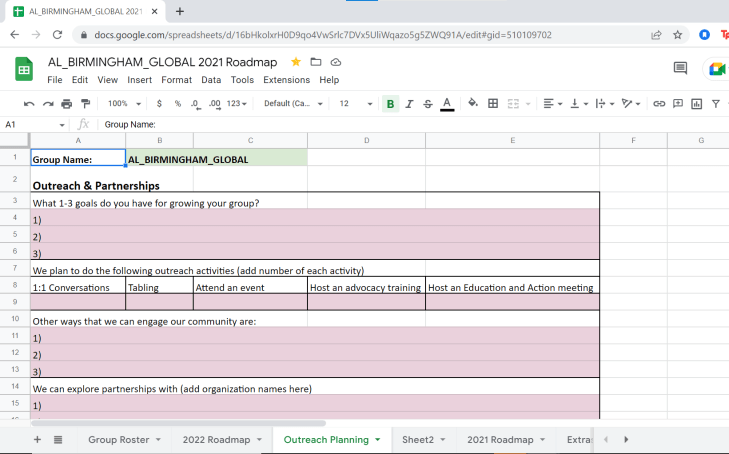 AL_BIRMINGHAM_GLOBAL 2021
docs.google.com/spreadsheets/d/16bHkolxrH0D9qo4VwSrlc7DVx5UliWqazo5g5ZWQ91A/edit#gid=510109702
AL_BIRMINGHAM_GLOBAL 2021 Roadmap
File Edit View Insert Format Data Tools Extensions Help
100% $ % .0 .00 123 Default (Ca... 12 B I S A
A1 fx Group Name:
A B C D E F G
1 Group Name: AL_BIRMINGHAM_GLOBAL
2 Outreach & Partnerships
3 What 1-3 goals do you have for growing your group?
4 1)
5 2)
6 3)
7 We plan to do the following outreach activities (add number of each activity)
8 1:1 Conversations Tabling Attend an event Host an advocacy training Host an Education and Action meeting
9
10 Other ways that we can engage our community are:
11 1)
12 2)
13 3)
14 We can explore partnerships with (add organization names here)
15 1)
Group Roster 2022 Roadmap Outreach Planning Sheet2 2021 Roadmap Extra